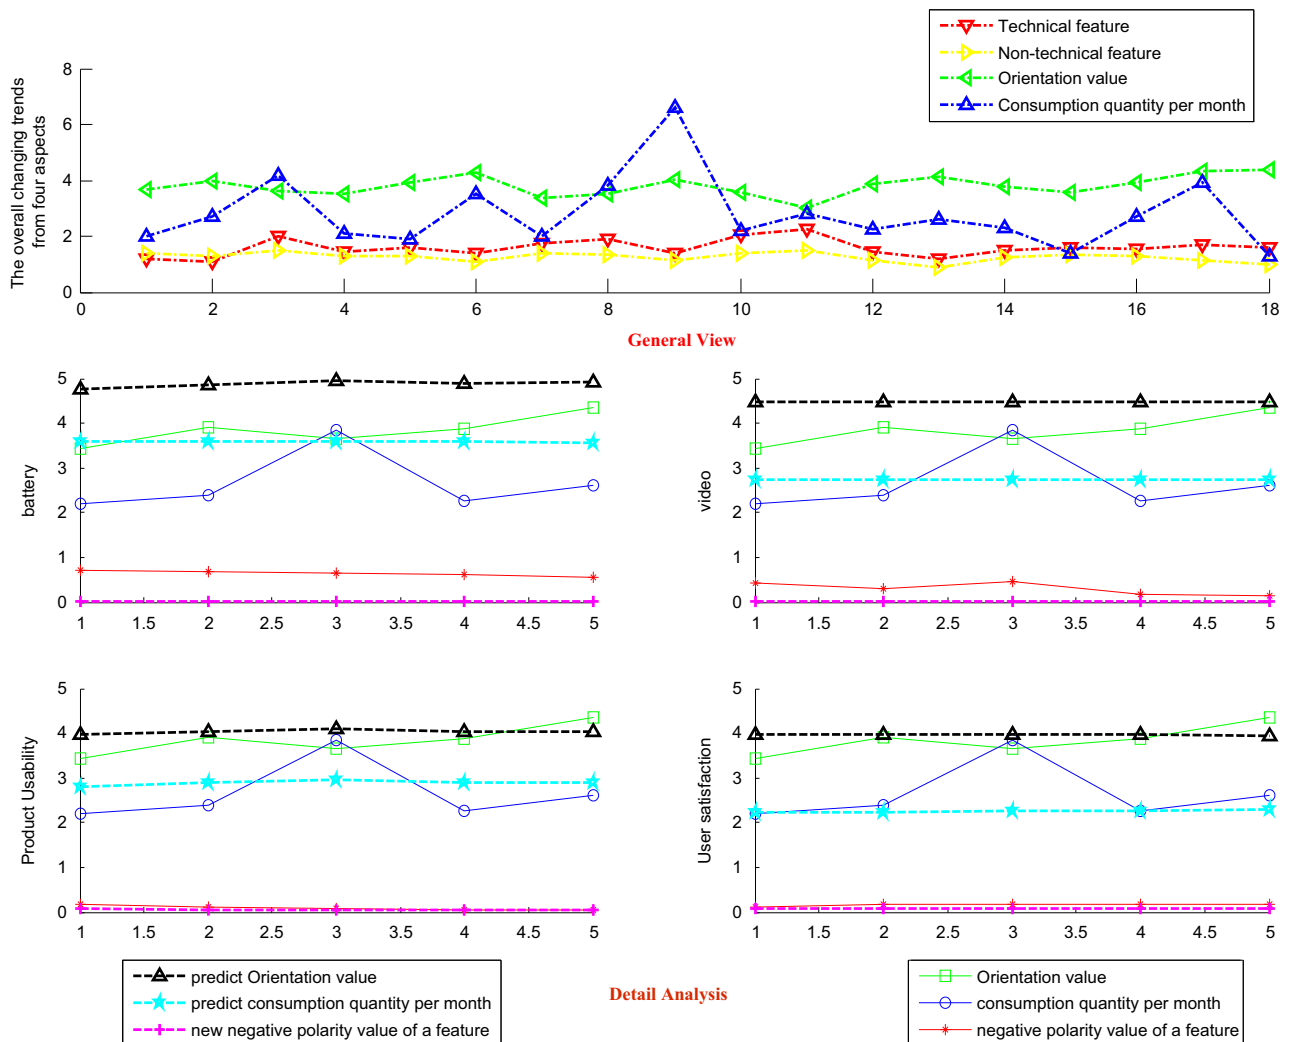 Technical feature
Non-technical feature
Orientation value
Consumption quantity per month
The overall changing trends
from four aspects
8
6
4
2
0
0 2 4 6 8 10 12 14 16 18
General View
battery
5
4
3
2
1
0
1 1.5 2 2.5 3 3.5 4 4.5 5
video
5
4
3
2
1
0
1 1.5 2 2.5 3 3.5 4 4.5 5
Product Usability
5
4
3
2
1
0
1 1.5 2 2.5 3 3.5 4 4.5 5
User satisfaction
5
4
3
2
1
0
1 1.5 2 2.5 3 3.5 4 4.5 5
predict Orientation value
predict consumption quantity per month
new negative polarity value of a feature
Detail Analysis
Orientation value
consumption quantity per month
negative polarity value of a feature